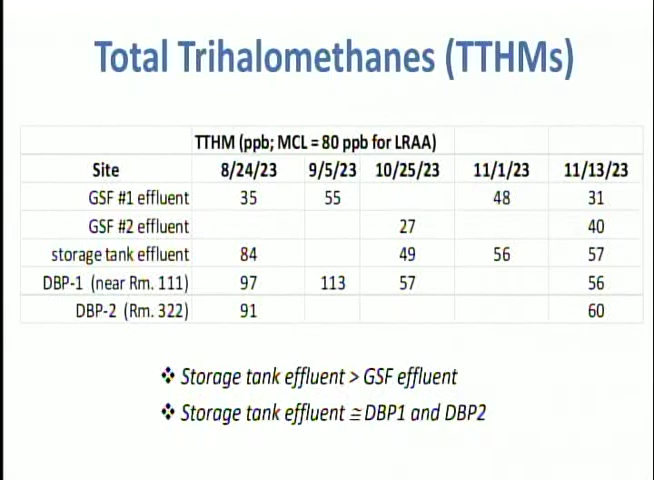 Total Trihalomethanes (TTHMs)
TTHM (ppb; MCL = 80 ppb for LRAA)
Site 8/24/23 9/5/23 10/25/23 11/1/23 11/13/23
GSF #1 effluent 35 55 48 31
GSF #2 effluent 27 40
storage tank effluent 84 49 56 57
DBP-1 (near Rm. 111) 97 113 57 56
DBP-2 (Rm. 322) 91 60
❖ Storage tank effluent > GSF effluent
❖ Storage tank effluent ≅ DBP1 and DBP2